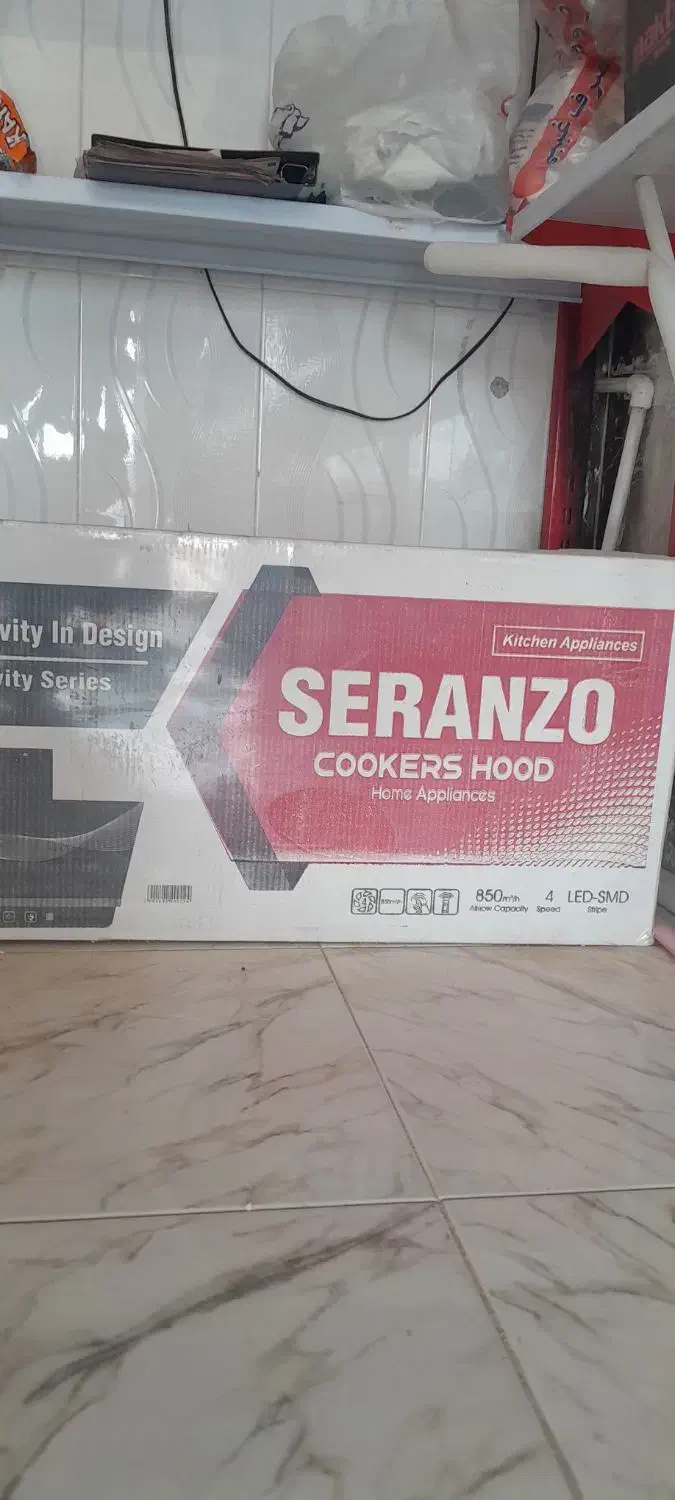 vity In Design
vity Series
Kitchen Appliances
SERANZO
COOKERS HOOD
Home Appliances
850m³/h 4 LED-SMD
Airflow Capacity Speed Stripe